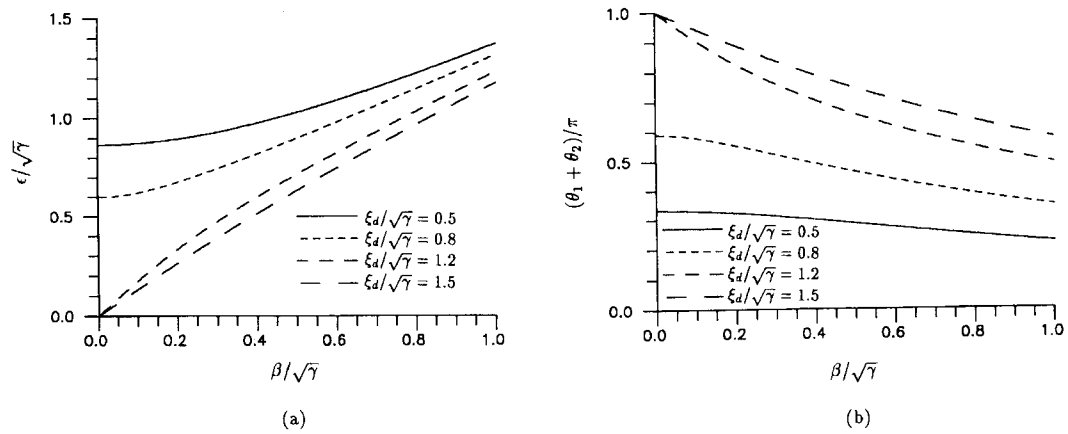 1.5
1.0
0.5
0.0
ϵ/√γ
ξd/√γ = 0.5
ξd/√γ = 0.8
ξd/√γ = 1.2
ξd/√γ = 1.5
0.0 0.2 0.4 0.6 0.8 1.0
β/√γ
(a)
1.0
0.5
0.0
(θ1 + θ2)/π
ξd/√γ = 0.5
ξd/√γ = 0.8
ξd/√γ = 1.2
ξd/√γ = 1.5
0.0 0.2 0.4 0.6 0.8 1.0
β/√γ
(b)